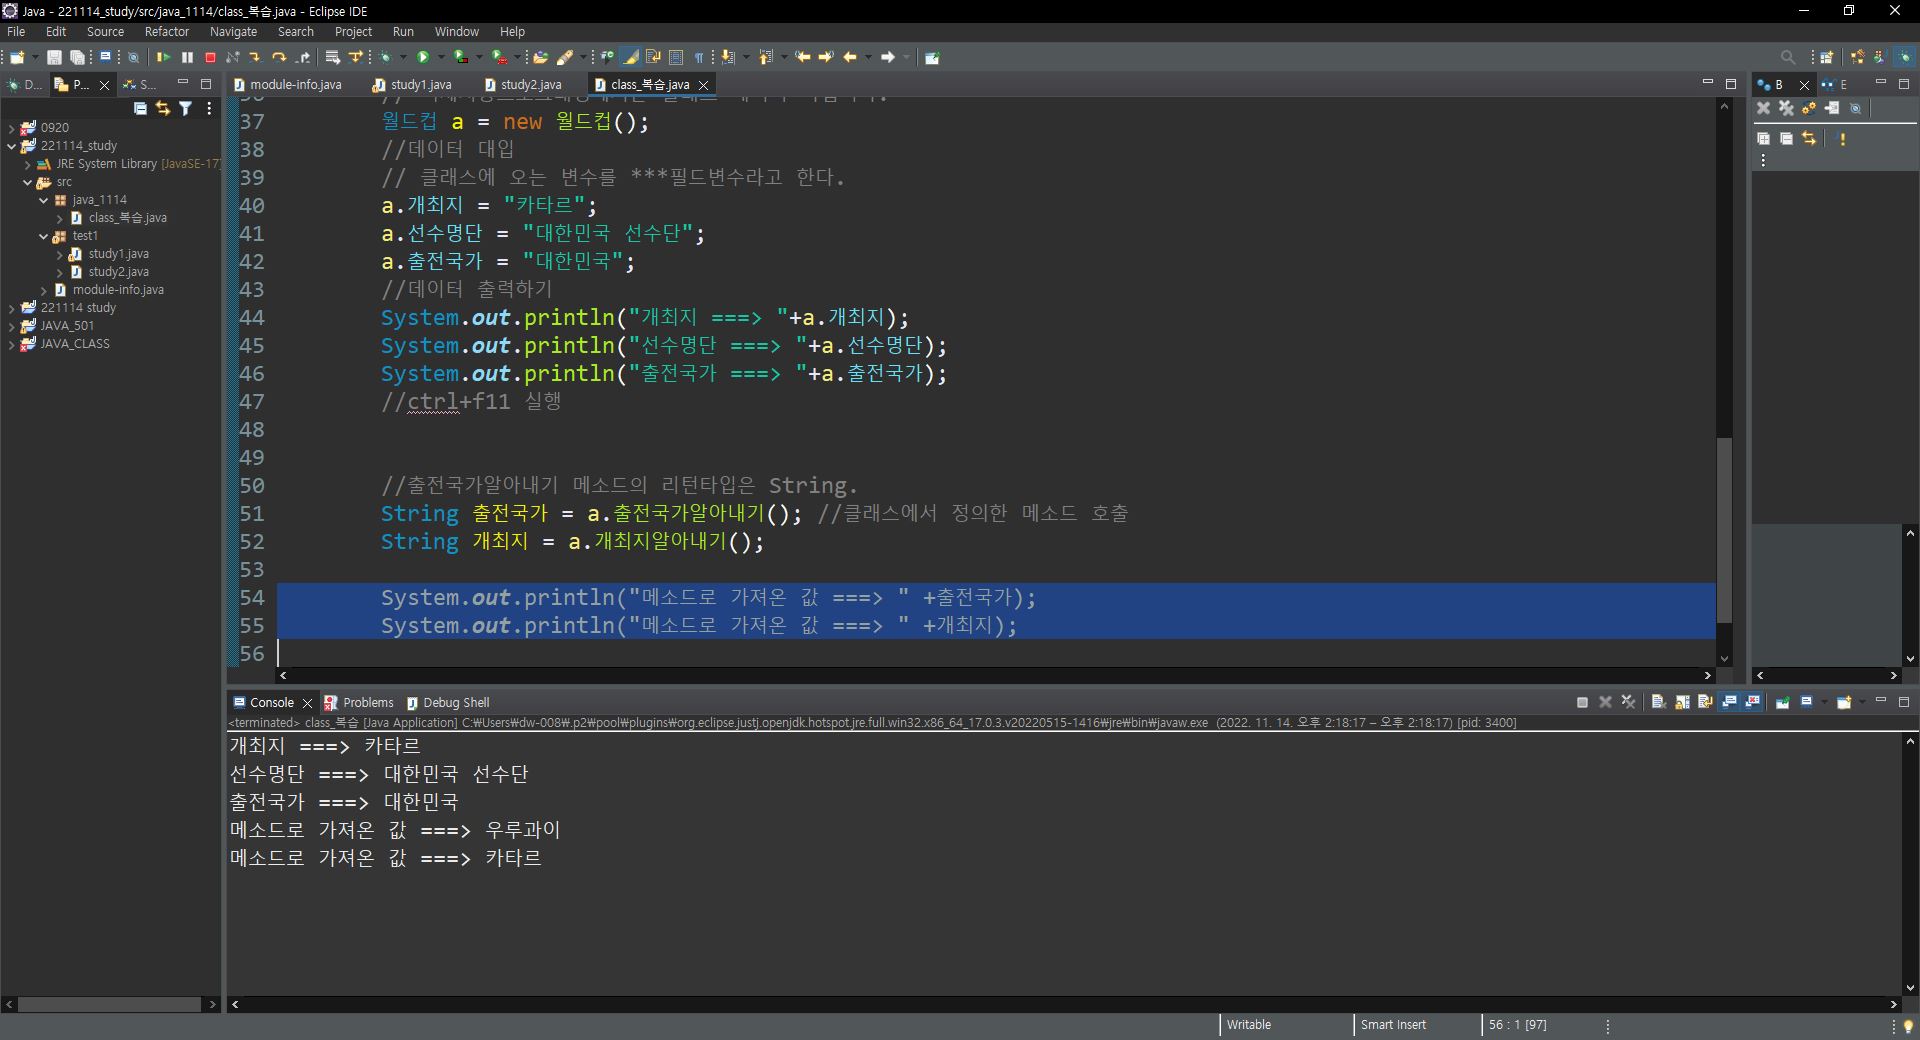 Java - 221114_study/src/java_1114/class_복습.java - Eclipse IDE
File Edit Source Refactor Navigate Search Project Run Window Help
D... P... S...
module-info.java study1.java study2.java class_복습.java
B E
0920
221114_study
JRE System Library [JavaSE-17]
src
java_1114
class_복습.java
test1
study1.java
study2.java
module-info.java
221114 study
JAVA_501
JAVA_CLASS
37 월드컵 a = new 월드컵();
38 //데이터 대입
39 // 클래스에 오는 변수를 ***필드변수라고 한다.
40 a.개최지 = "카타르";
41 a.선수명단 = "대한민국 선수단";
42 a.출전국가 = "대한민국";
43 //데이터 출력하기
44 System.out.println("개최지 ===> "+a.개최지);
45 System.out.println("선수명단 ===> "+a.선수명단);
46 System.out.println("출전국가 ===> "+a.출전국가);
47 //ctrl+f11 실행
48
49
50 //출전국가알아내기 메소드의 리턴타입은 String.
51 String 출전국가 = a.출전국가알아내기(); //클래스에서 정의한 메소드 호출
52 String 개최지 = a.개최지알아내기();
53
54 System.out.println("메소드로 가져온 값 ===> " +출전국가);
55 System.out.println("메소드로 가져온 값 ===> " +개최지);
56
Console Problems Debug Shell
<terminated> class_복습 [Java Application] C:₩Users₩dw-008₩.p2₩pool₩plugins₩org.eclipse.justj.openjdk.hotspot.jre.full.win32.x86_64_17.0.3.v20220515-1416₩jre₩bin₩javaw.exe (2022. 11. 14. 오후 2:18:17 – 오후 2:18:17) [pid: 3400]
개최지 ===> 카타르
선수명단 ===> 대한민국 선수단
출전국가 ===> 대한민국
메소드로 가져온 값 ===> 우루과이
메소드로 가져온 값 ===> 카타르
Writable Smart Insert 56 : 1 [97]